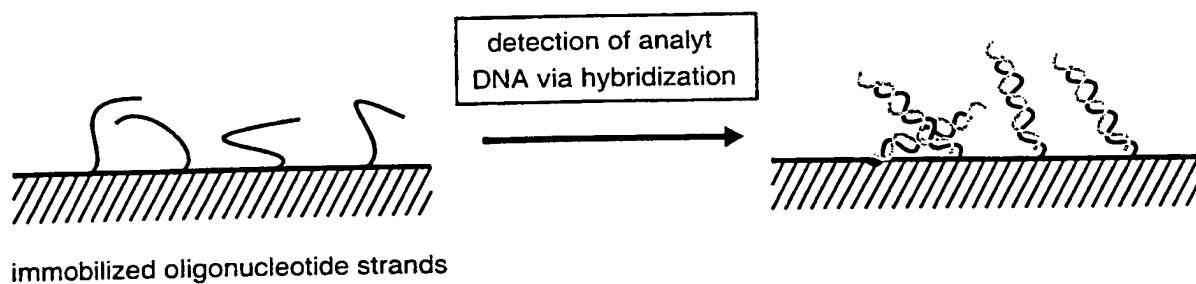 detection of analyt
DNA via hybridization
immobilized oligonucleotide strands